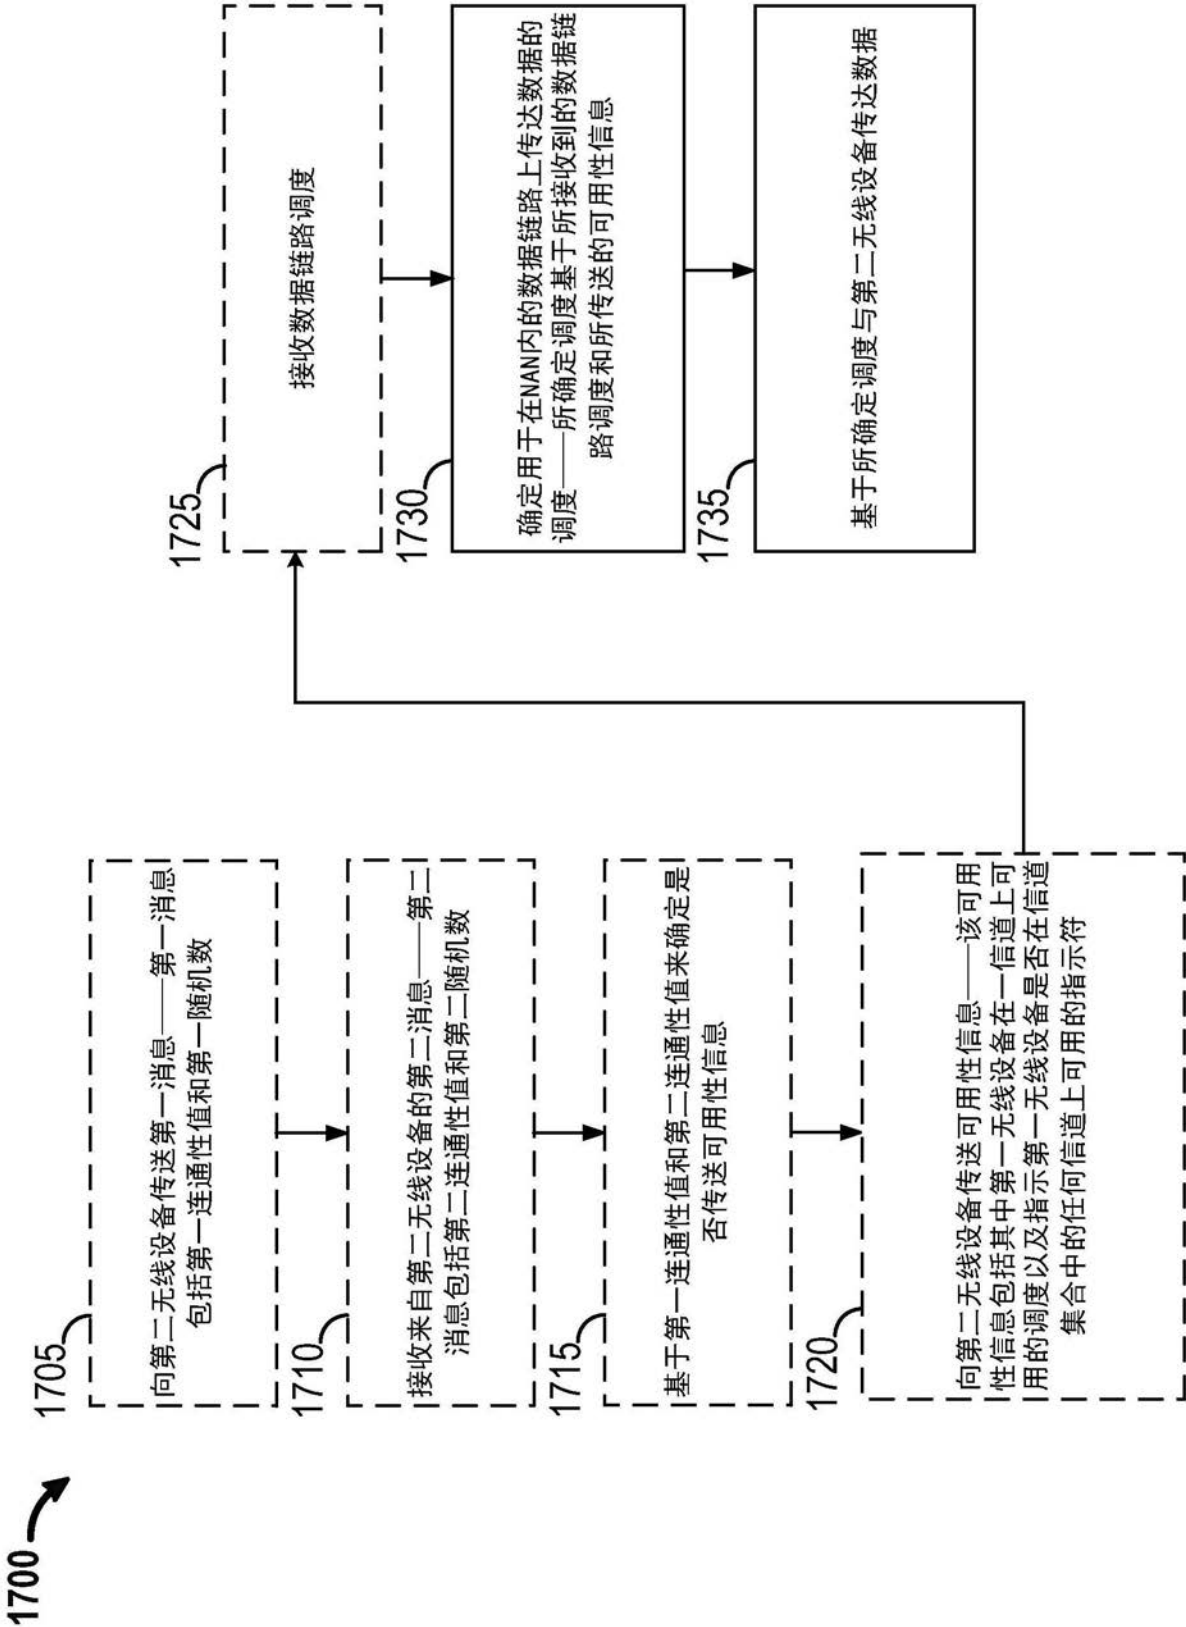 1700
1705
向第二无线设备传送第一消息——第一消息
包括第一连通性值和第一随机数
1710
接收来自第二无线设备的第二消息——第二
消息包括第二连通性值和第二随机数
1715
基于第一连通性值和第二连通性值来确定是
否传送可用性信息
1720
向第二无线设备传送可用性信息——该可用
性信息包括其中第一无线设备在一信道上可
用的调度以及指示第一无线设备是否在信道
集合中的任何信道上可用的指示符
1725
接收数据链路调度
1730
确定用于在NAN内的数据链路上传达数据的
调度——所确定调度基于所接收到的数据链
路调度和所传送的可用性信息
1735
基于所确定调度与第二无线设备传达数据